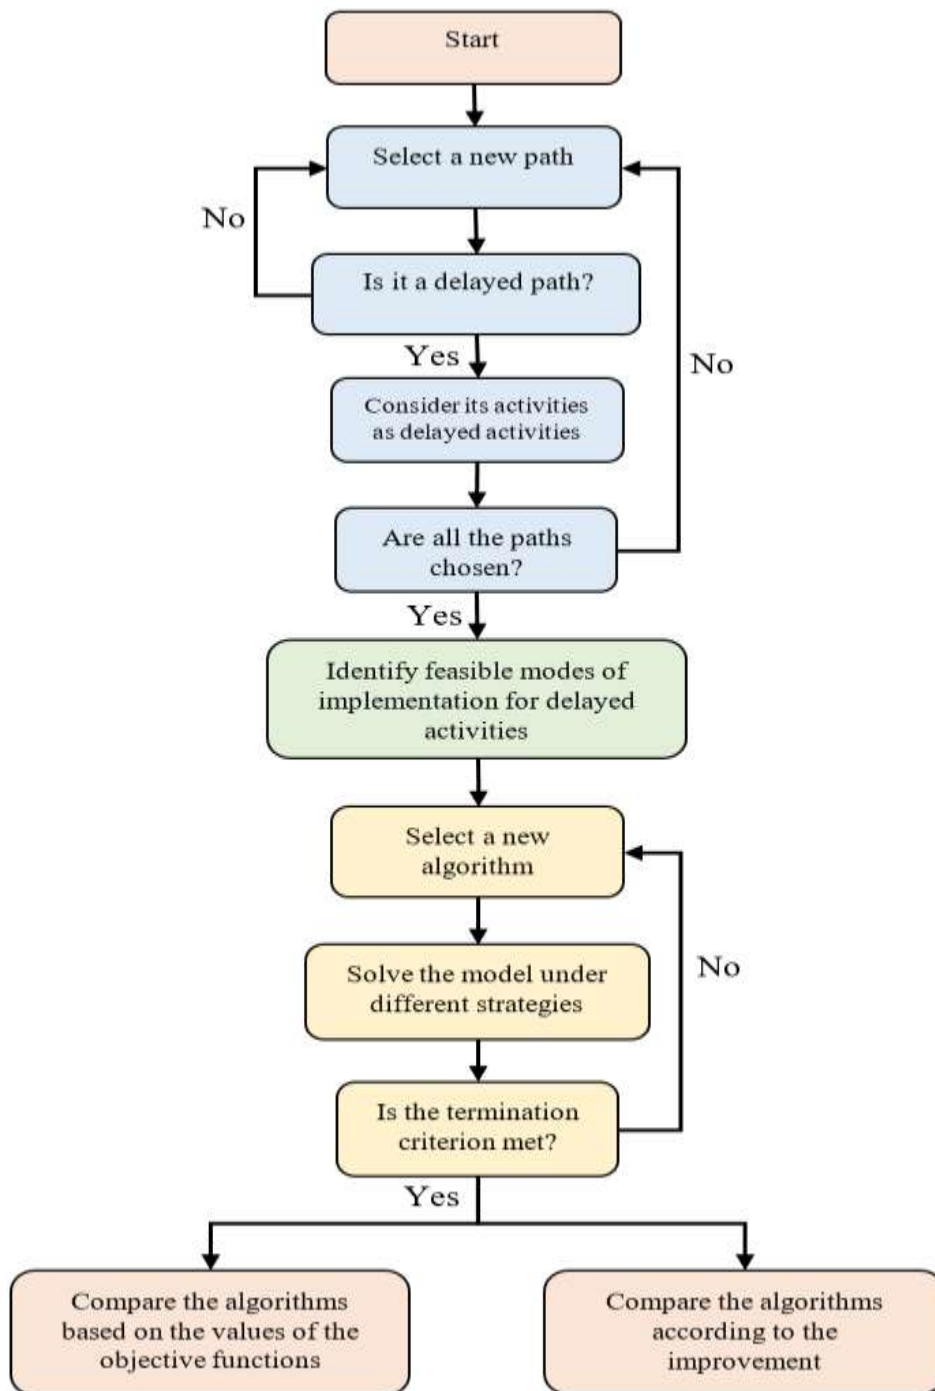 Start
Select a new path
No
Is it a delayed path?
Yes
No
Consider its activities
as delayed activities
Are all the paths
chosen?
Yes
Identify feasible modes of
implementation for delayed
activities
Select a new
algorithm
No
Solve the model under
different strategies
Is the termination
criterion met?
Yes
Compare the algorithms
based on the values of the
objective functions
Compare the algorithms
according to the
improvement